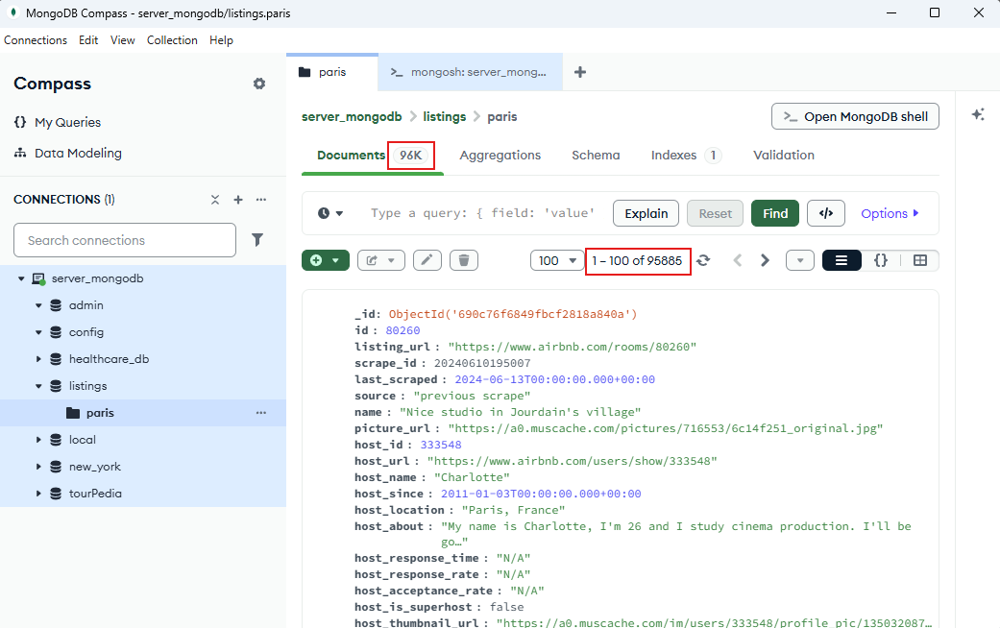 MongoDB Compass - server_mongodb/listings.paris
Connections Edit View Collection Help
Compass
{} My Queries
Data Modeling
CONNECTIONS (1)
Search connections
server_mongodb
admin
config
healthcare_db
listings
paris
local
new_york
tourPedia
paris
>_ mongosh: server_mong...
server_mongodb > listings > paris
>_ Open MongoDB shell
Documents 96K Aggregations Schema Indexes 1 Validation
Type a query: { field: 'value' Explain Reset Find </> Options
100 1 – 100 of 95885 {}
_id: ObjectId('690c76f6849fbcf2818a840a')
id : 80260
listing_url : "https://www.airbnb.com/rooms/80260"
scrape_id : 20240610195007
last_scraped : 2024-06-13T00:00:00.000+00:00
source : "previous scrape"
name : "Nice studio in Jourdain's village"
picture_url : "https://a0.muscache.com/pictures/716553/6c14f251_original.jpg"
host_id : 333548
host_url : "https://www.airbnb.com/users/show/333548"
host_name : "Charlotte"
host_since : 2011-01-03T00:00:00.000+00:00
host_location : "Paris, France"
host_about : "My name is Charlotte, I'm 26 and I study cinema production. I'll be
go…"
host_response_time : "N/A"
host_response_rate : "N/A"
host_acceptance_rate : "N/A"
host_is_superhost : false
host_thumbnail_url : "https://a0.muscache.com/im/users/333548/profile_pic/135032087…